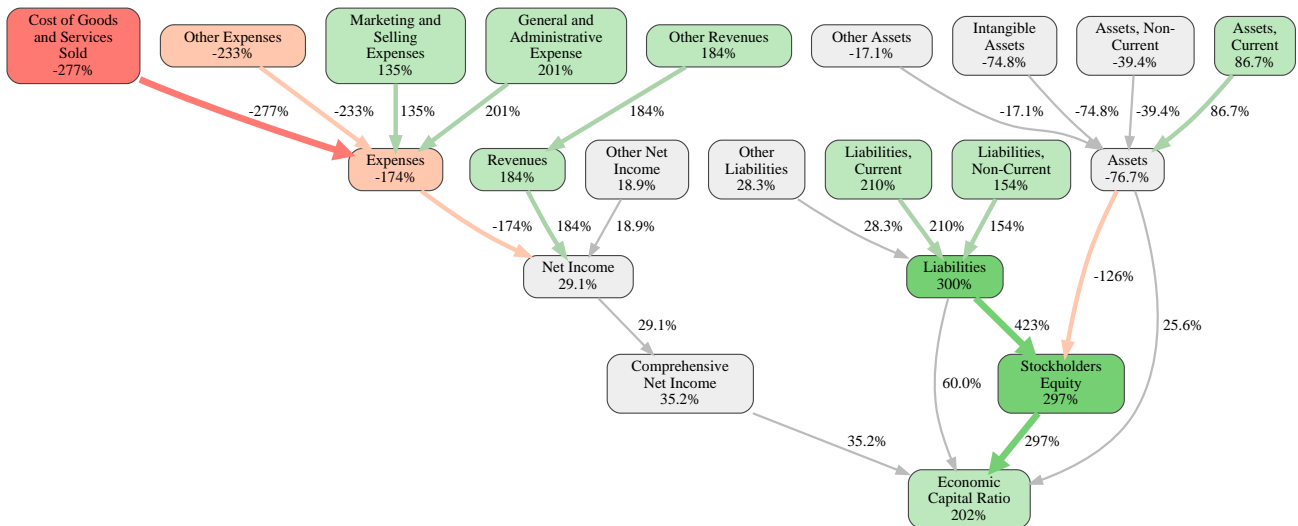 Cost of Goods
and Services
Sold
-277%
Other Expenses
-233%
Marketing and
Selling
Expenses
135%
General and
Administrative
Expense
201%
Other Revenues
184%
Other Assets
-17.1%
Intangible
Assets
-74.8%
Assets, Non-
Current
-39.4%
Assets,
Current
86.7%
-277%
-233%
135%
201%
184%
-17.1%
-74.8%
-39.4%
86.7%
Expenses
-174%
Revenues
184%
Other Net
Income
18.9%
Other
Liabilities
28.3%
Liabilities,
Current
210%
Liabilities,
Non-Current
154%
Assets
-76.7%
-174%
184%
18.9%
28.3%
210%
154%
Net Income
29.1%
Liabilities
300%
-126%
29.1%
423%
25.6%
Comprehensive
Net Income
35.2%
60.0%
Stockholders
Equity
297%
35.2%
297%
Economic
Capital Ratio
202%